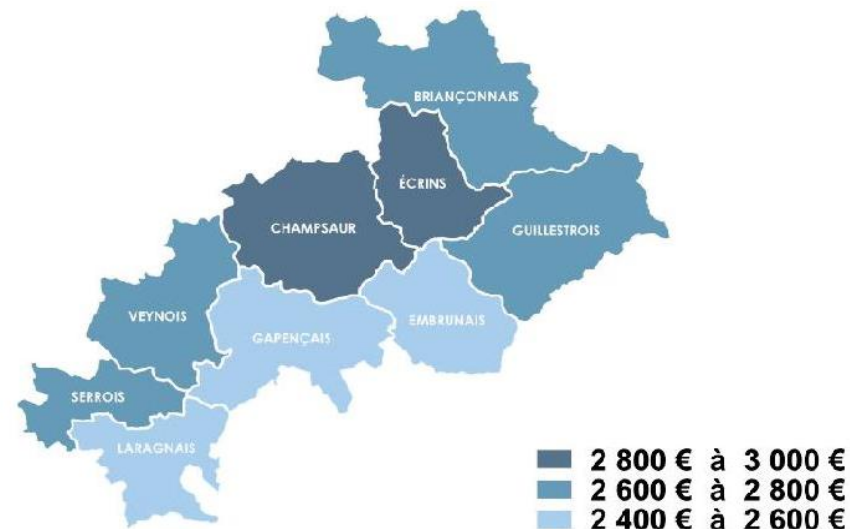 BRIANÇONNAIS
ÉCRINS
CHAMPSAUR
GUILLESTROIS
VEYNOIS
EMBRUNAIS
GAPENÇAIS
SERROIS
LARAGNAIS
2 800 € à 3 000 €
2 600 € à 2 800 €
2 400 € à 2 600 €